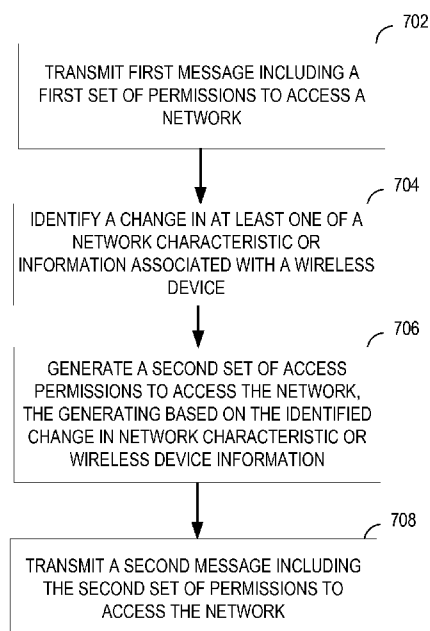 702
TRANSMIT FIRST MESSAGE INCLUDING A
FIRST SET OF PERMISSIONS TO ACCESS A
NETWORK
704
IDENTIFY A CHANGE IN AT LEAST ONE OF A
NETWORK CHARACTERISTIC OR
INFORMATION ASSOCIATED WITH A WIRELESS
DEVICE
706
GENERATE A SECOND SET OF ACCESS
PERMISSIONS TO ACCESS THE NETWORK,
THE GENERATING BASED ON THE IDENTIFIED
CHANGE IN NETWORK CHARACTERISTIC OR
WIRELESS DEVICE INFORMATION
708
TRANSMIT A SECOND MESSAGE INCLUDING
THE SECOND SET OF PERMISSIONS TO
ACCESS THE NETWORK